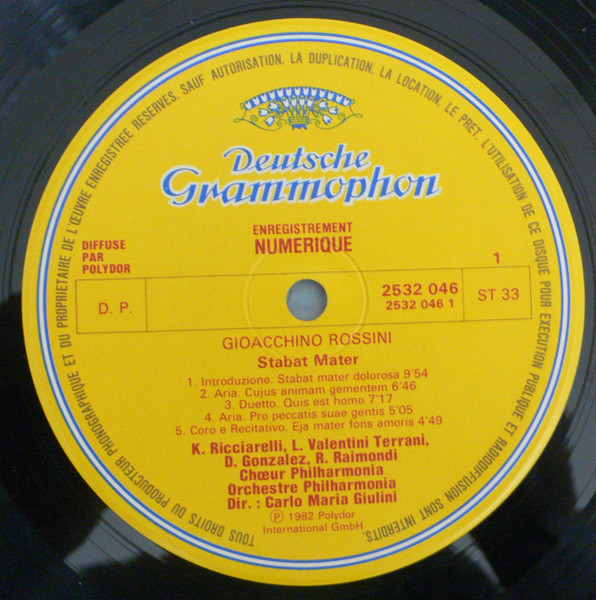 TOUS DROITS DU PRODUCTEUR PHONOGRAPHIQUE ET DU PROPRIETAIRE DE L'ŒUVRE ENREGISTREE RESERVES. SAUF AUTORISATION, LA DUPLICATION, LA LOCATION, LE PRET, L'UTILISATION DE CE DISQUE POUR EXECUTION PUBLIQUE ET RADIODIFFUSION SONT INTERDITS.
Deutsche
Grammophon
ENREGISTREMENT
NUMERIQUE
DIFFUSE
PAR
POLYDOR
1
D. P.
2532 046
2532 046 1
ST 33
GIOACCHINO ROSSINI
Stabat Mater
1. Introduzione. Stabat mater dolorosa 9'54
2. Aria. Cujus animam gementem 6'46
3. Duetto. Quis est homo 7'17
4. Aria. Pro peccatis suae gentis 5'05
5. Coro e Recitativo. Eja mater fons amoris 4'49
K. Ricciarelli, L. Valentini Terrani,
D. Gonzalez, R. Raimondi
Chœur Philharmonia
Orchestre Philharmonia
Dir. : Carlo Maria Giulini
Ⓟ 1982 Polydor
International GmbH